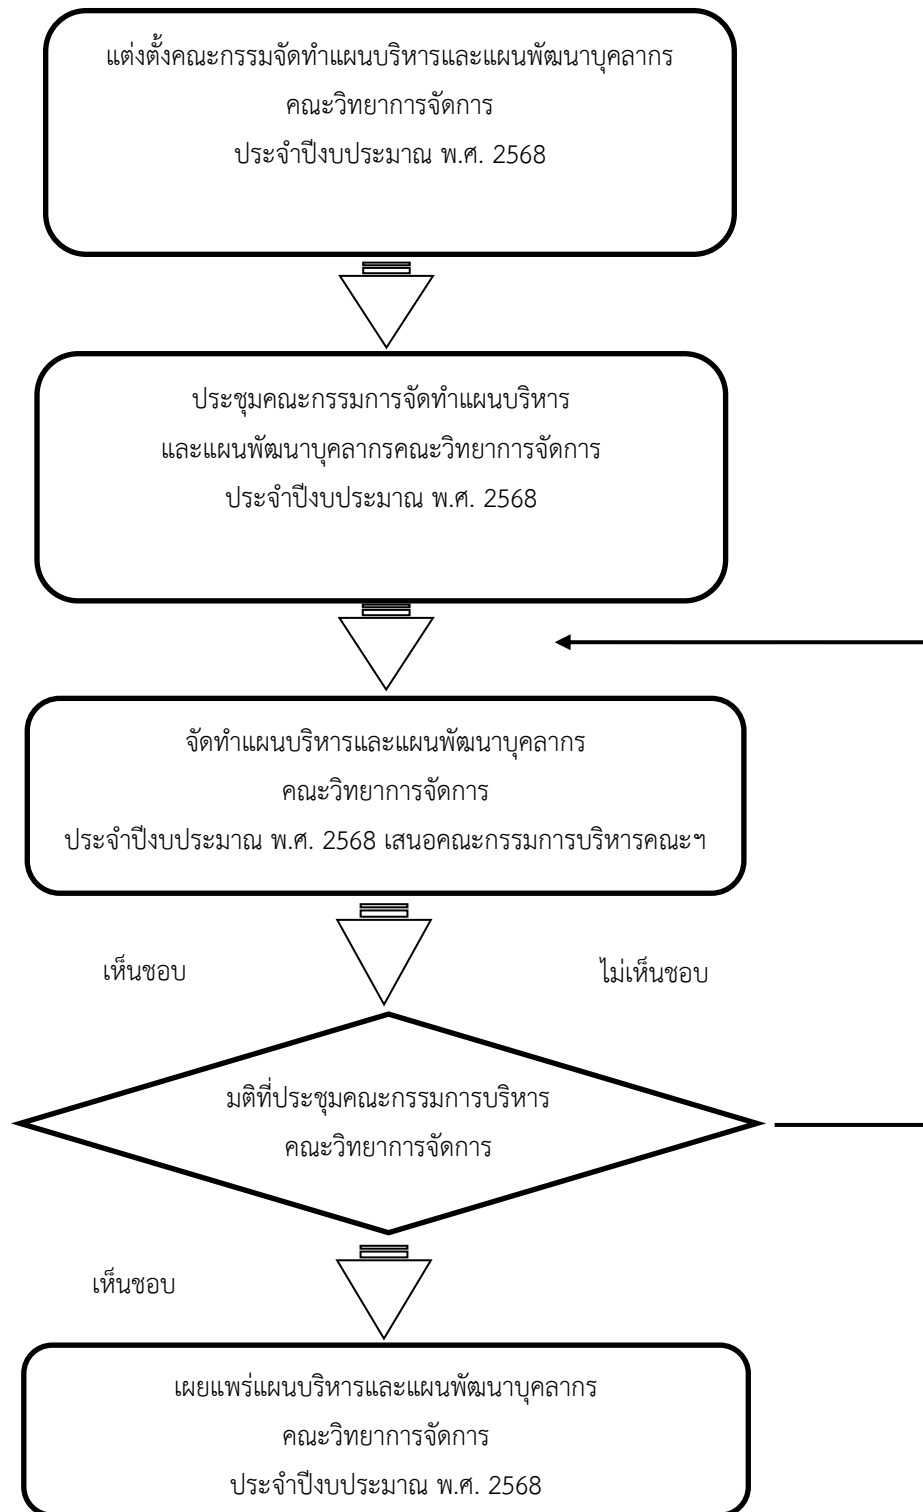 แต่งตั้งคณะกรรมจัดทำแผนบริหารและแผนพัฒนาบุคลากร
คณะวิทยาการจัดการ
ประจำปีงบประมาณ พ.ศ. 2568
ประชุมคณะกรรมการจัดทำแผนบริหาร
และแผนพัฒนาบุคลากรคณะวิทยาการจัดการ
ประจำปีงบประมาณ พ.ศ. 2568
จัดทำแผนบริหารและแผนพัฒนาบุคลากร
คณะวิทยาการจัดการ
ประจำปีงบประมาณ พ.ศ. 2568 เสนอคณะกรรมการบริหารคณะฯ
เห็นชอบ
ไม่เห็นชอบ
มติที่ประชุมคณะกรรมการบริหาร
คณะวิทยาการจัดการ
เห็นชอบ
เผยแพร่แผนบริหารและแผนพัฒนาบุคลากร
คณะวิทยาการจัดการ
ประจำปีงบประมาณ พ.ศ. 2568